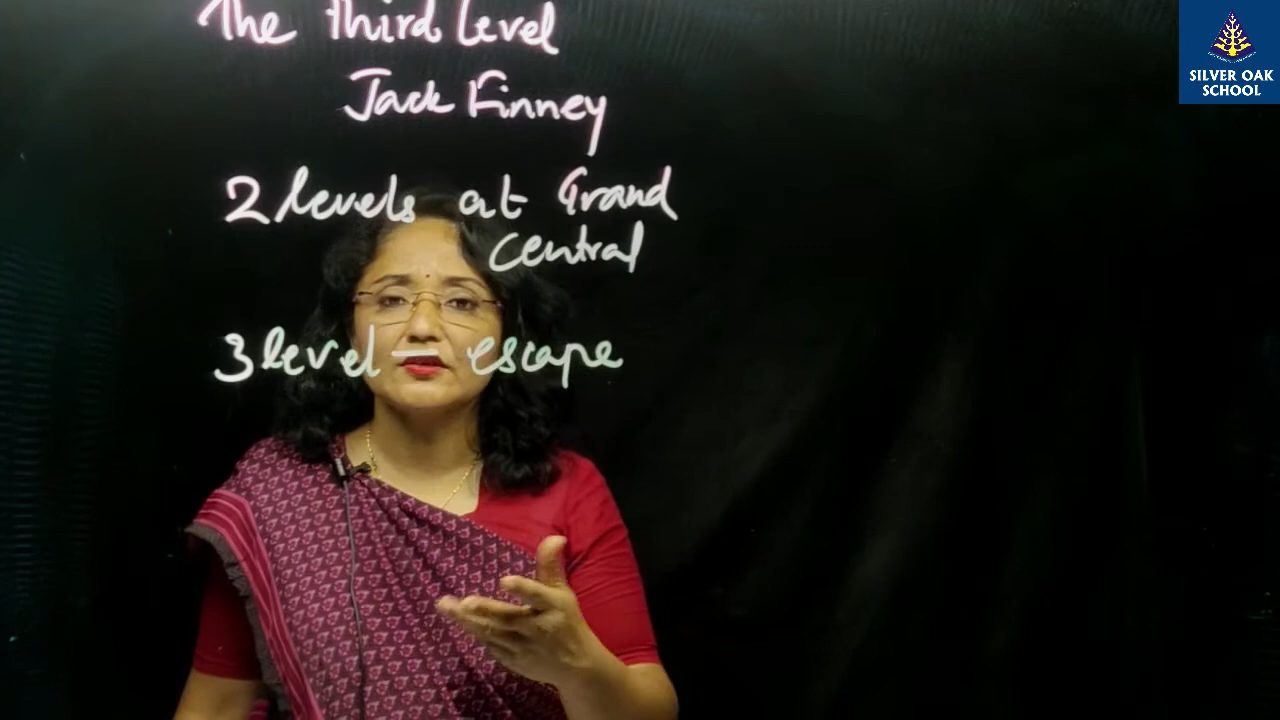 The third Level
Jack Finney
2 levels at Grand
central
3 level - escape
SILVER OAK
SCHOOL